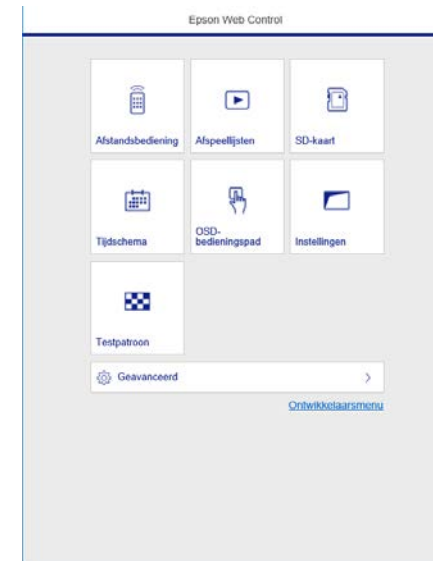 Epson Web Control
Afstandsbediening
Afspeellijsten
SD-kaart
Tijdschema
OSD-
bedieningspad
Instellingen
Testpatroon
Geavanceerd
Ontwikkelaarsmenu